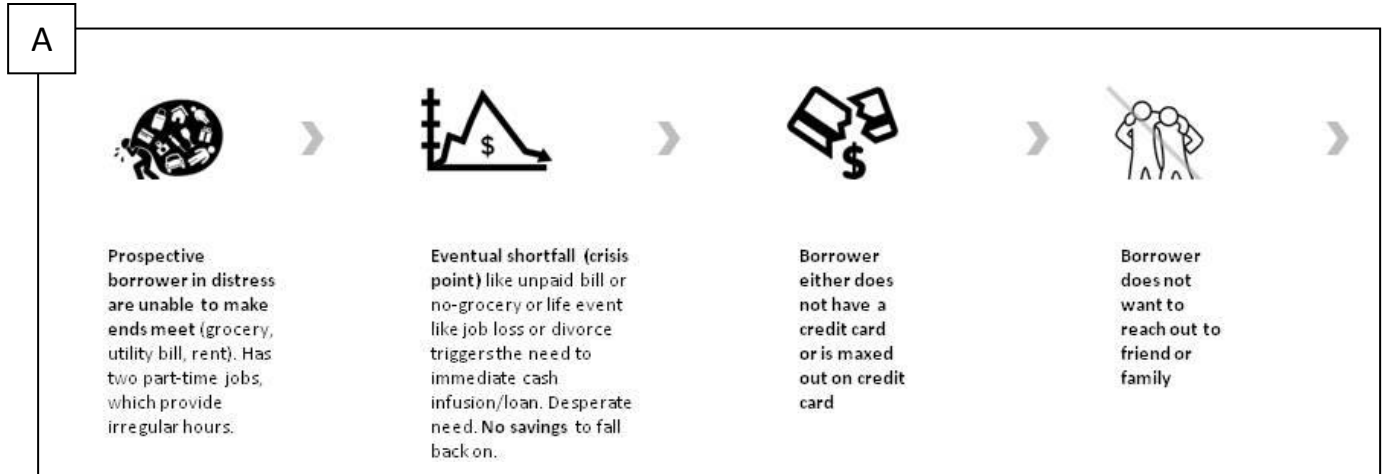 A
$
$
Prospective
borrower in distress
are unable to make
ends meet (grocery,
utility bill, rent). Has
two part-time jobs,
which provide
irregular hours.
Eventual shortfall (crisis
point) like unpaid bill or
no-grocery or life event
like job loss or divorce
triggers the need to
immediate cash
infusion/loan. Desperate
need. No savings to fall
back on.
Borrower
either does
not have a
credit card
or is maxed
out on credit
card
Borrower
does not
want to
reach out to
friend or
family